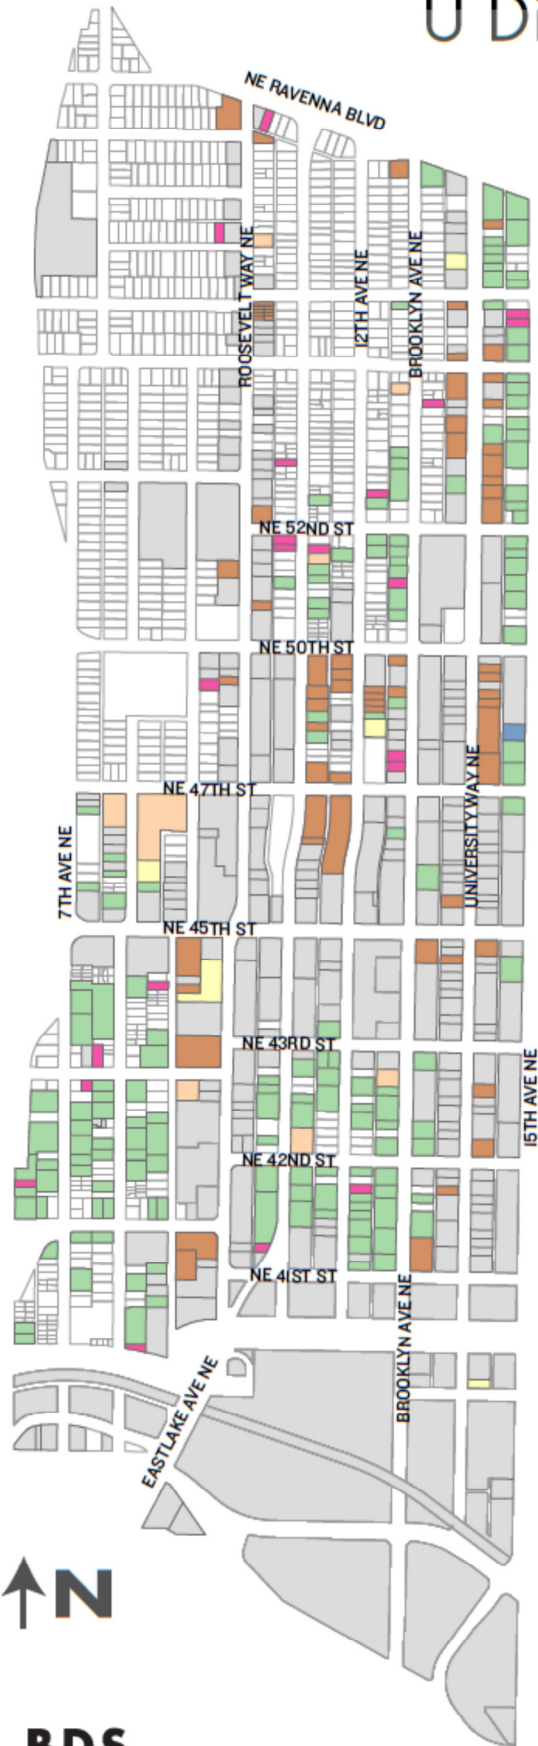 U Di
NE RAVENNA BLVD
ROOSEVELT WAY NE
12TH AVE NE
BROOKLYN AVE NE
NE 52ND ST
NE 50TH ST
NE 47TH ST
UNIVERSITY WAY NE
7TH AVE NE
NE 45TH ST
NE 43RD ST
15TH AVE NE
NE 42ND ST
NE 41ST ST
BROOKLYN AVE NE
EASTLAKE AVE NE
N
BDS